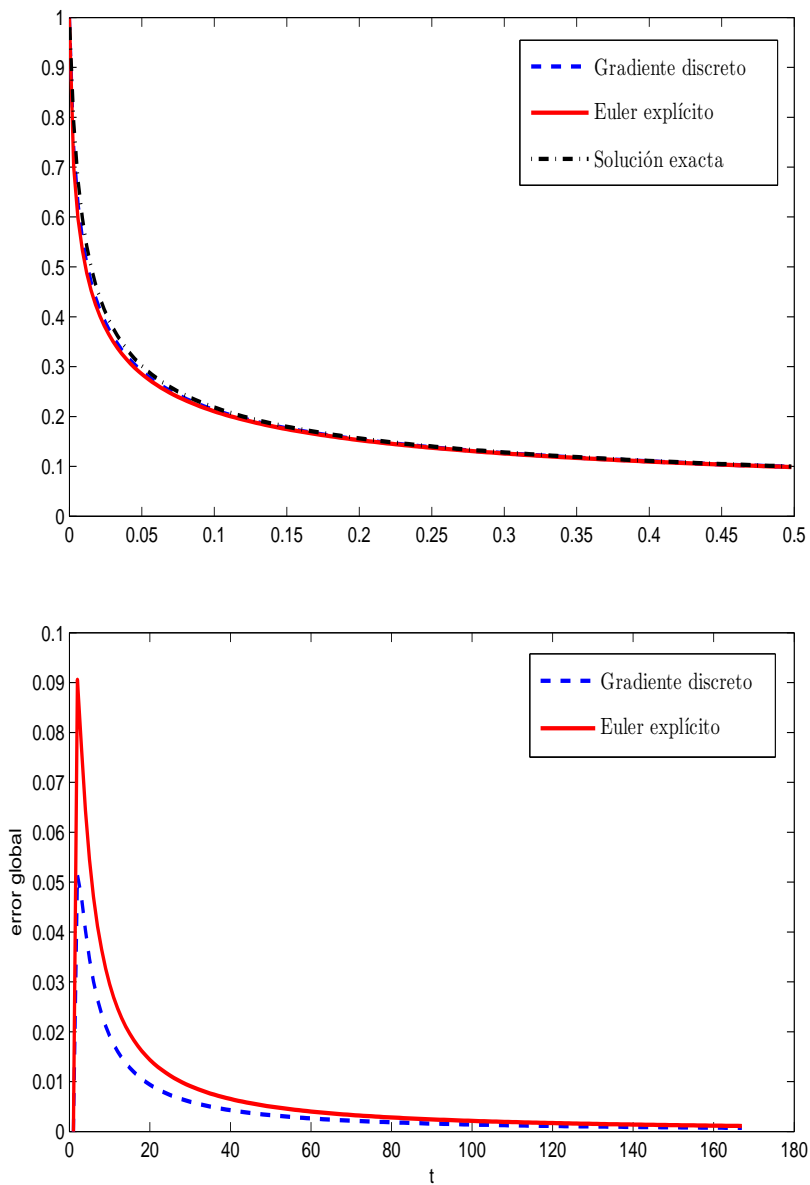 1
0.9
0.8
0.7
0.6
0.5
0.4
0.3
0.2
0.1
0
0 0.05 0.1 0.15 0.2 0.25 0.3 0.35 0.4 0.45 0.5
Gradiente discreto
Euler explícito
Solución exacta
0.1
0.09
0.08
0.07
0.06
0.05
0.04
0.03
0.02
0.01
0
error global
0 20 40 60 80 100 120 140 160 180
t
Gradiente discreto
Euler explícito